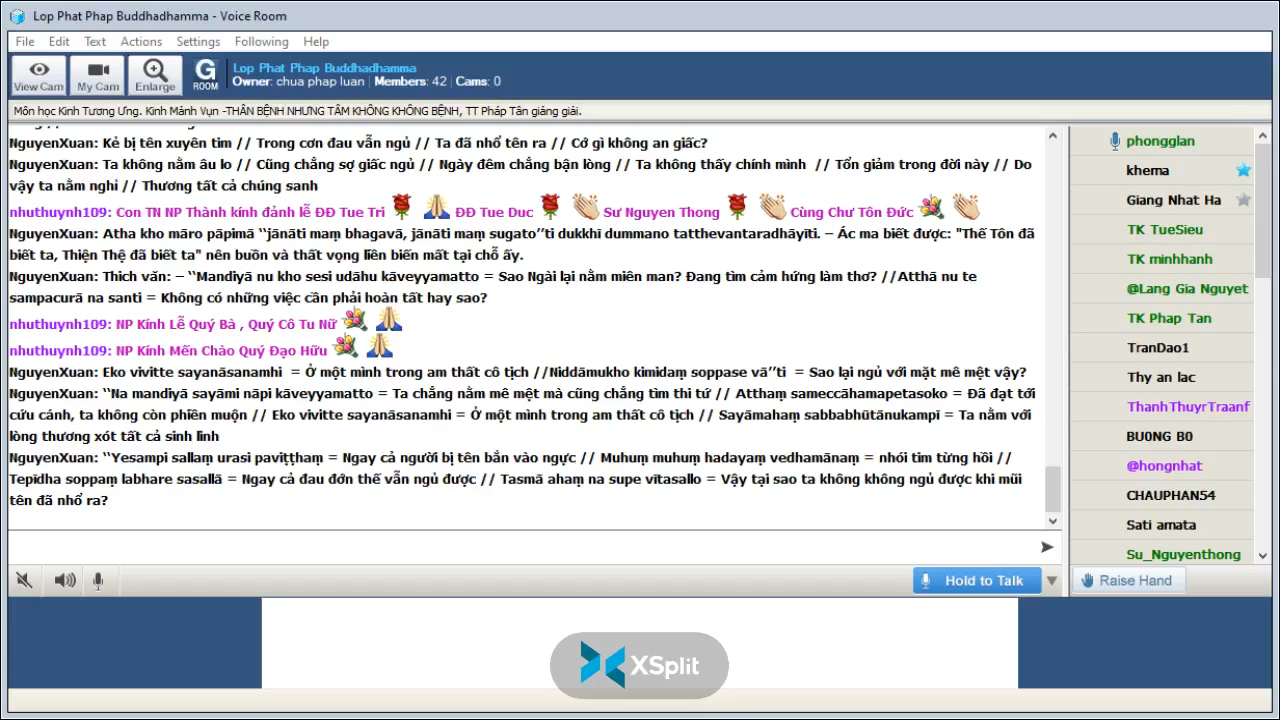 Lop Phat Phap Buddhadhamma - Voice Room
File Edit Text Actions Settings Following Help
View Cam My Cam Enlarge G ROOM
Lop Phat Phap Buddhadhamma
Owner: chua phap luan | Members: 42 | Cams: 0
Môn học Kinh Tương Ưng. Kinh Mảnh Vụn -THÂN BỆNH NHƯNG TÂM KHÔNG KHÔNG BỆNH, TT Pháp Tân giảng giải.
NguyenXuan: Kẻ bị tên xuyên tim // Trong cơn đau vẫn ngủ // Ta đã nhổ tên ra // Cớ gì không an giấc?
NguyenXuan: Ta không nằm âu lo // Cũng chẳng sợ giấc ngủ // Ngày đêm chẳng bận lòng // Ta không thấy chính mình // Tổn giảm trong đời này // Do
vậy ta nằm nghỉ // Thương tất cả chúng sanh
nhuthuynh109: Con TN NP Thành kính đảnh lễ ĐĐ Tue Tri ĐĐ Tue Duc Sư Nguyen Thong Cùng Chư Tôn Đức
NguyenXuan: Atha kho māro pāpimā ‘‘jānāti maṃ bhagavā, jānāti maṃ sugato’’ti dukkhī dummano tatthevantaradhāyīti. – Ác ma biết được: "Thế Tôn đã
biết ta, Thiện Thệ đã biết ta" nên buồn và thất vọng liền biến mất tại chỗ ấy.
NguyenXuan: Thich văn: – ‘‘Mandiyā nu kho sesi udāhu kāveyyamatto = Sao Ngài lại nằm miên man? Đang tìm cảm hứng làm thơ? //Atthā nu te
sampacurā na santi = Không có những việc cần phải hoàn tất hay sao?
nhuthuynh109: NP Kính Lễ Quý Bà , Quý Cô Tu Nữ
nhuthuynh109: NP Kính Mến Chào Quý Đạo Hữu
NguyenXuan: Eko vivitte sayanāsanamhi = Ở một mình trong am thất cô tịch //Niddāmukho kimidaṃ soppase vā’’ti = Sao lại ngủ với mặt mê mệt vậy?
NguyenXuan: ‘‘Na mandiyā sayāmi nāpi kāveyyamatto = Ta chẳng nằm mê mệt mà cũng chẳng tìm thi tứ // Atthaṃ sameccāhamapetasoko = Đã đạt tới
cứu cánh, ta không còn phiền muộn // Eko vivitte sayanāsanamhi = Ở một mình trong am thất cô tịch // Sayāmahaṃ sabbabhūtānukampī = Ta nằm với
lòng thương xót tất cả sinh linh
NguyenXuan: ‘‘Yesampi sallaṃ urasi paviṭṭhaṃ = Ngay cả người bị tên bắn vào ngực // Muhuṃ muhuṃ hadayaṃ vedhamānaṃ = nhói tim từng hồi //
Tepīdha soppaṃ labhare sasallā = Ngay cả đau đớn thế vẫn ngủ được // Tasmā ahaṃ na supe vītasallo = Vậy tại sao ta không không ngủ được khi mũi
tên đã nhổ ra?
phongglan
khema
Giang Nhat Ha
TK TueSieu
TK minhhanh
@Lang Gia Nguyet
TK Phap Tan
TranDao1
Thy an lac
ThanhThuyrTraanf
BU0NG B0
@hongnhat
CHAUPHAN54
Sati amata
Su_Nguyenthong
Hold to Talk
Raise Hand
XSplit